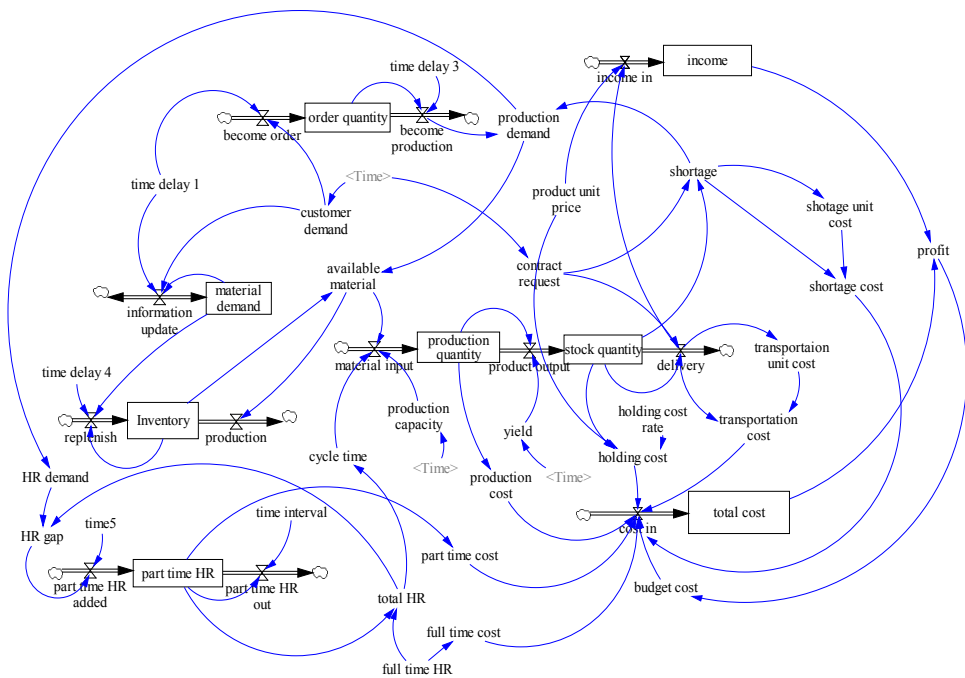 time delay 3
income
income in
order quantity
production
demand
become order
become
production
<Time>
shortage
time delay 1
product unit
price
shotage unit
cost
customer
demand
profit
available
material
contract
request
shortage cost
material
demand
information
update
production
quantity
stock quantity
transportaion
unit cost
material input
product output
delivery
time delay 4
Inventory
production
capacity
holding cost
rate
transportation
cost
replenish
production
yield
cycle time
holding cost
<Time>
<Time>
HR demand
production
cost
time interval
total cost
HR gap
time5
cost in
part time cost
part time HR
part time HR
added
part time HR
out
total HR
budget cost
full time cost
full time HR